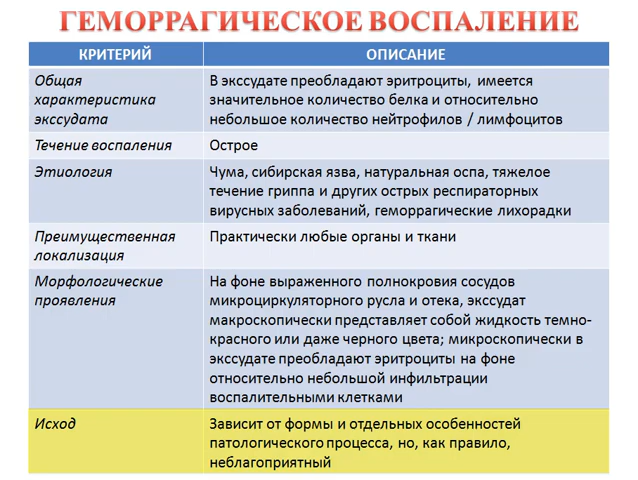 ГЕМОРРАГИЧЕСКОЕ ВОСПАЛЕНИЕ
КРИТЕРИЙ
ОПИСАНИЕ
Общая
характеристика
экссудата
В экссудате преобладают эритроциты, имеется
значительное количество белка и относительно
небольшое количество нейтрофилов / лимфоцитов
Течение воспаления
Острое
Этиология
Чума, сибирская язва, натуральная оспа, тяжелое
течение гриппа и других острых респираторных
вирусных заболеваний, геморрагические лихорадки
Преимущественная
локализация
Практически любые органы и ткани
Морфологические
проявления
На фоне выраженного полнокровия сосудов
микроциркуляторного русла и отека, экссудат
макроскопически представляет собой жидкость темно-
красного или даже черного цвета; микроскопически в
экссудате преобладают эритроциты на фоне
относительно небольшой инфильтрации
воспалительными клетками
Исход
Зависит от формы и отдельных особенностей
патологического процесса, но, как правило,
неблагоприятный